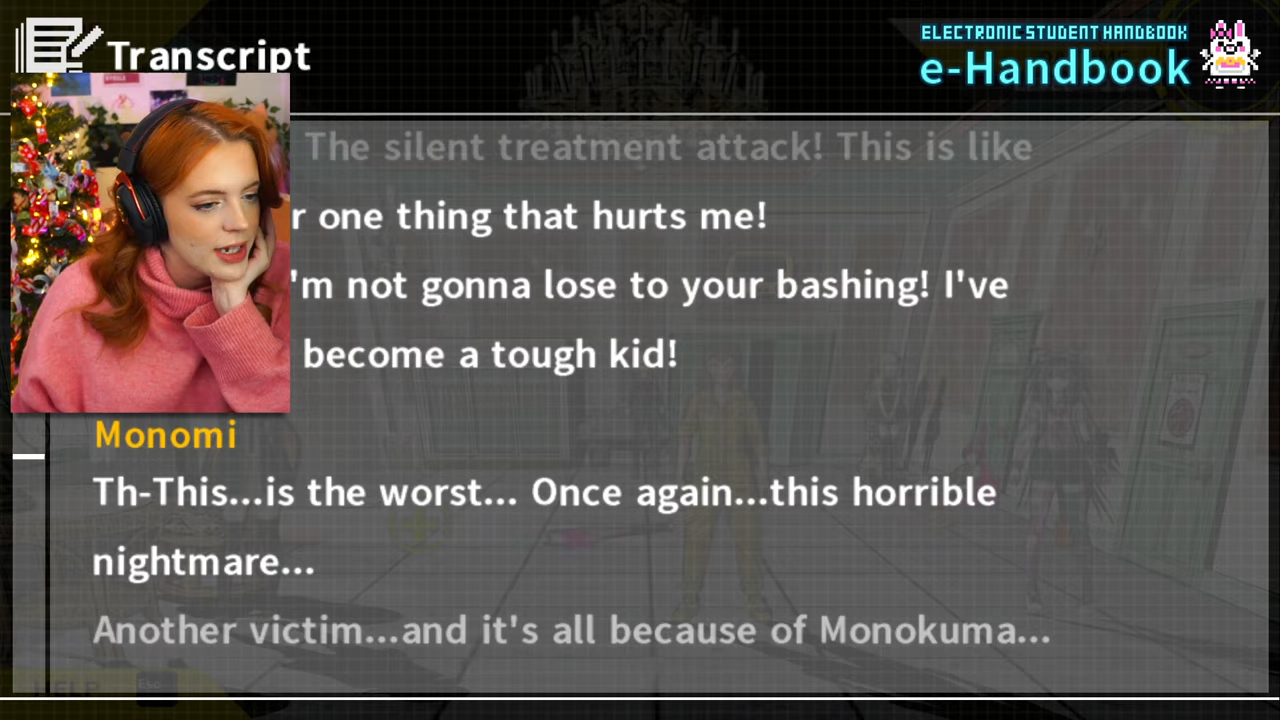 Transcript
ELECTRONIC STUDENT HANDBOOK
e-Handbook
The silent treatment attack! This is like
r one thing that hurts me!
'm not gonna lose to your bashing! I've
become a tough kid!
Monomi
Th-This...is the worst... Once again...this horrible
nightmare...
Another victim...and it's all because of Monokuma...
HELP
Esc